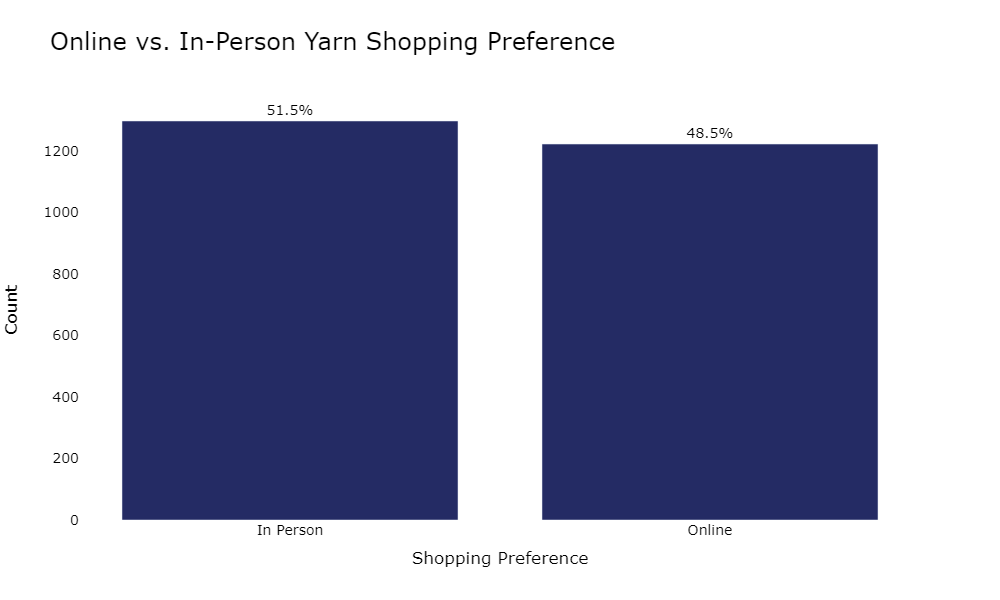 Online vs. In-Person Yarn Shopping Preference
51.5%
48.5%
1200
1000
800
600
400
200
0
Count
In Person
Online
Shopping Preference